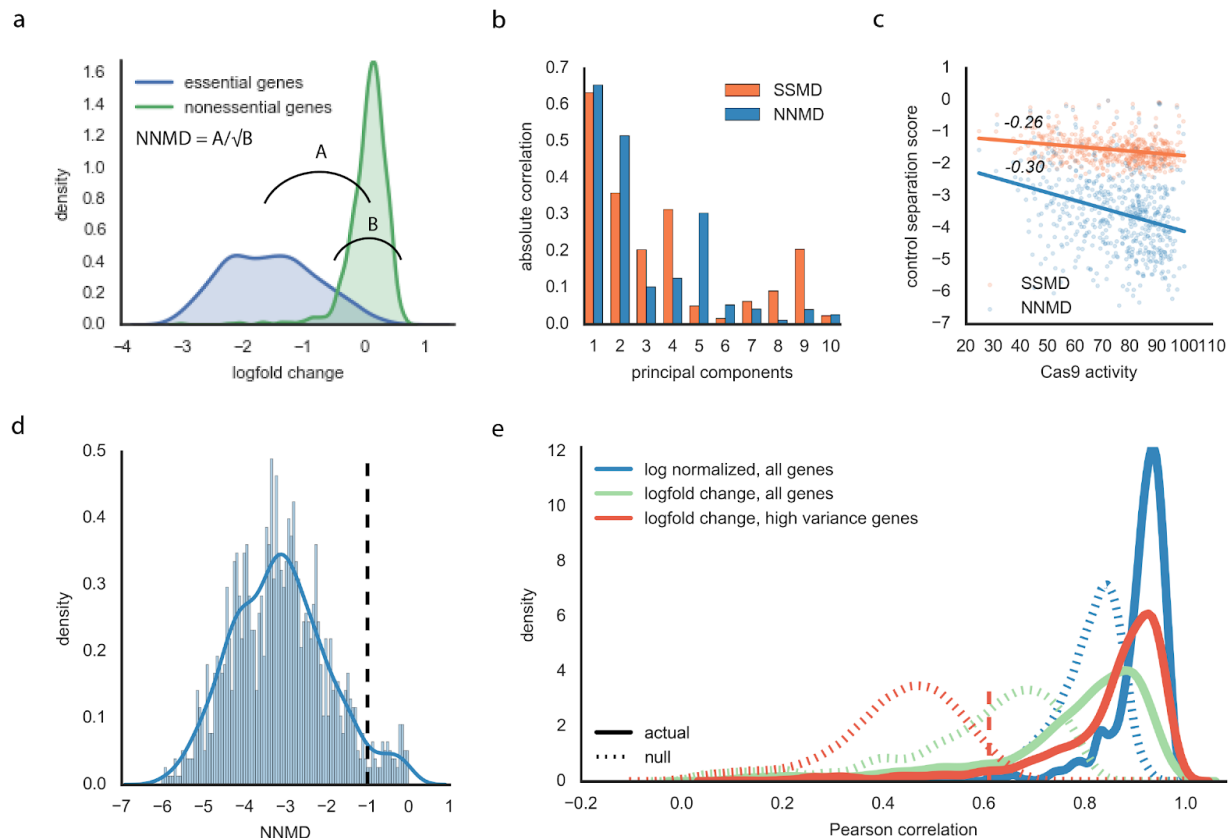 a
essential genes
nonessential genes
NNMD = A/√B
A
B
density
1.6
1.4
1.2
1.0
0.8
0.6
0.4
0.2
0.0
−4 −3 −2 −1 0 1
logfold change
b
SSMD
NNMD
absolute correlation
0.7
0.6
0.5
0.4
0.3
0.2
0.1
0.0
1 2 3 4 5 6 7 8 9 10
principal components
c
control separation score
1
0
−1
−2
−3
−4
−5
−6
−7
-0.26
-0.30
SSMD
NNMD
20 30 40 50 60 70 80 90 100 110
Cas9 activity
d
density
0.5
0.4
0.3
0.2
0.1
0.0
−7 −6 −5 −4 −3 −2 −1 0 1
NNMD
e
density
12
10
8
6
4
2
0
log normalized, all genes
logfold change, all genes
logfold change, high variance genes
actual
null
−0.2 0.0 0.2 0.4 0.6 0.8 1.0
Pearson correlation